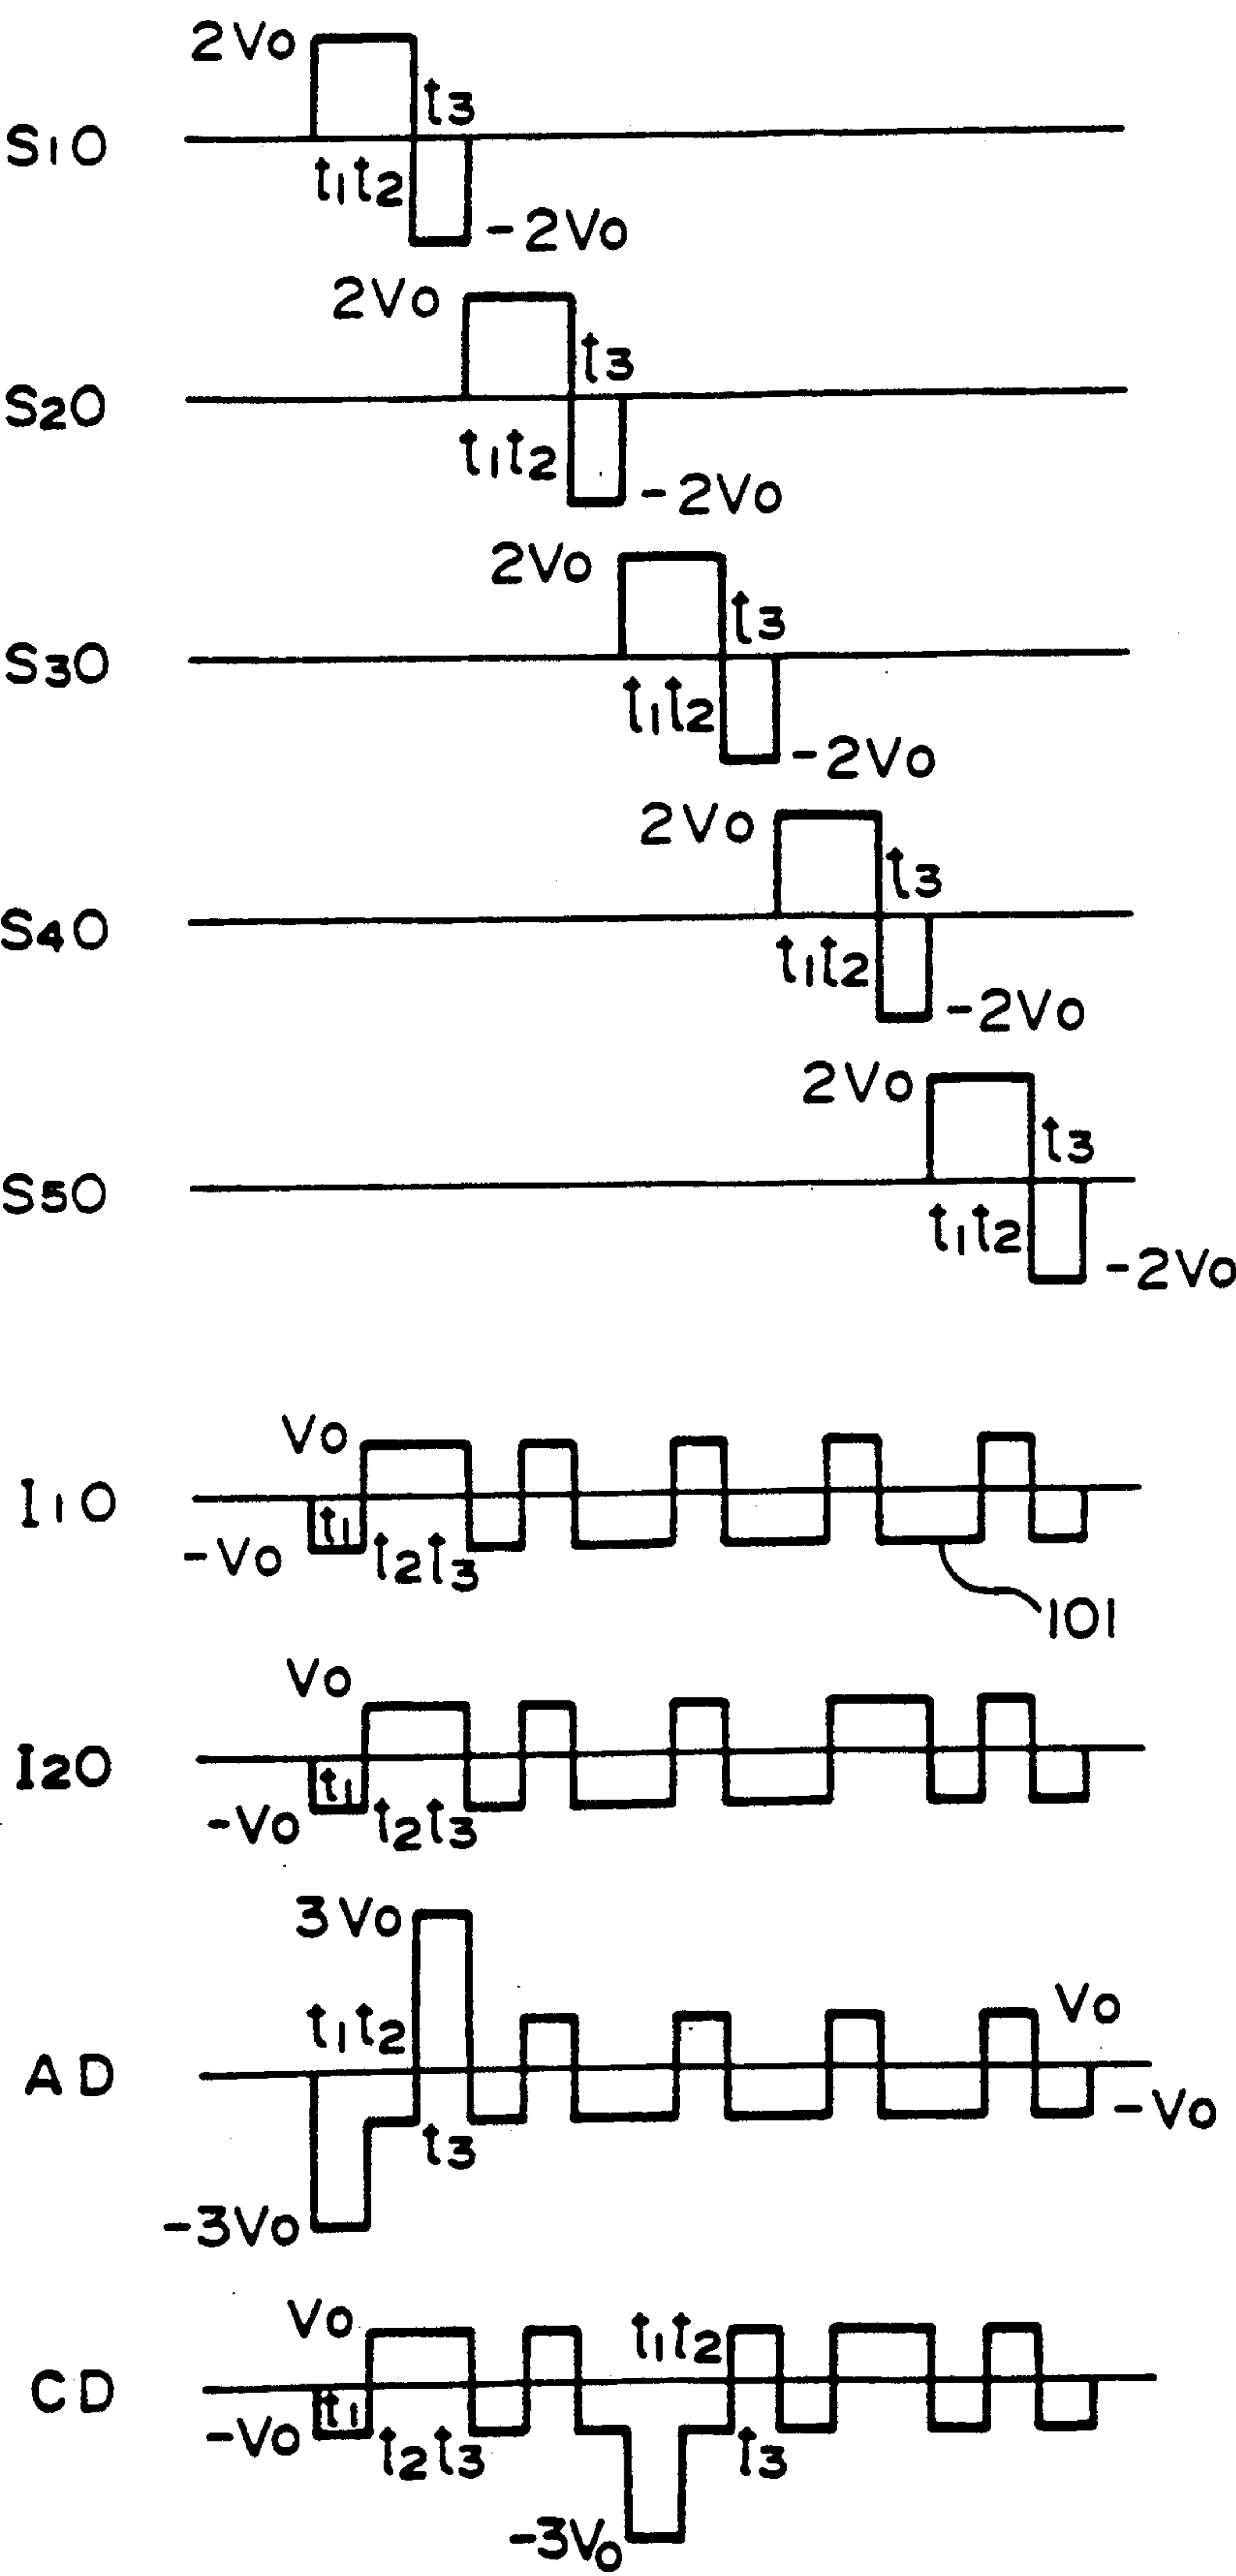 2Vo
t3
S1O
t1t2
-2Vo
2Vo
t3
S2O
t1t2
-2Vo
2Vo
t3
S3O
t1t2
-2Vo
2Vo
t3
S4O
t1t2
-2Vo
2Vo
t3
S5O
t1t2
-2Vo
Vo
I1O
t1
-Vo
t2t3
101
Vo
I2O
t1
-Vo
t2t3
3Vo
t1t2
Vo
AD
-Vo
t3
-3Vo
Vo
t1t2
CD
t1
-Vo
t2t3
t3
-3Vo